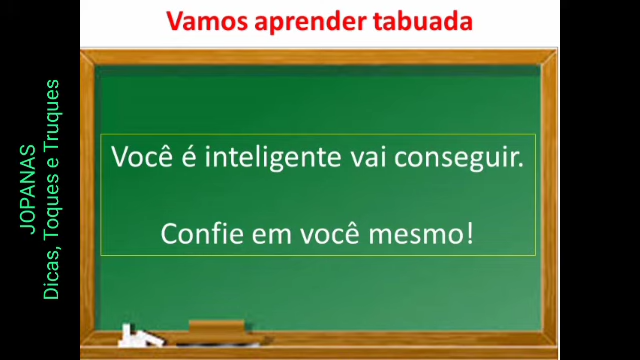 Vamos aprender tabuada
Você é inteligente vai conseguir.
Confie em você mesmo!
JOPANAS
Dicas, Toques e Truques